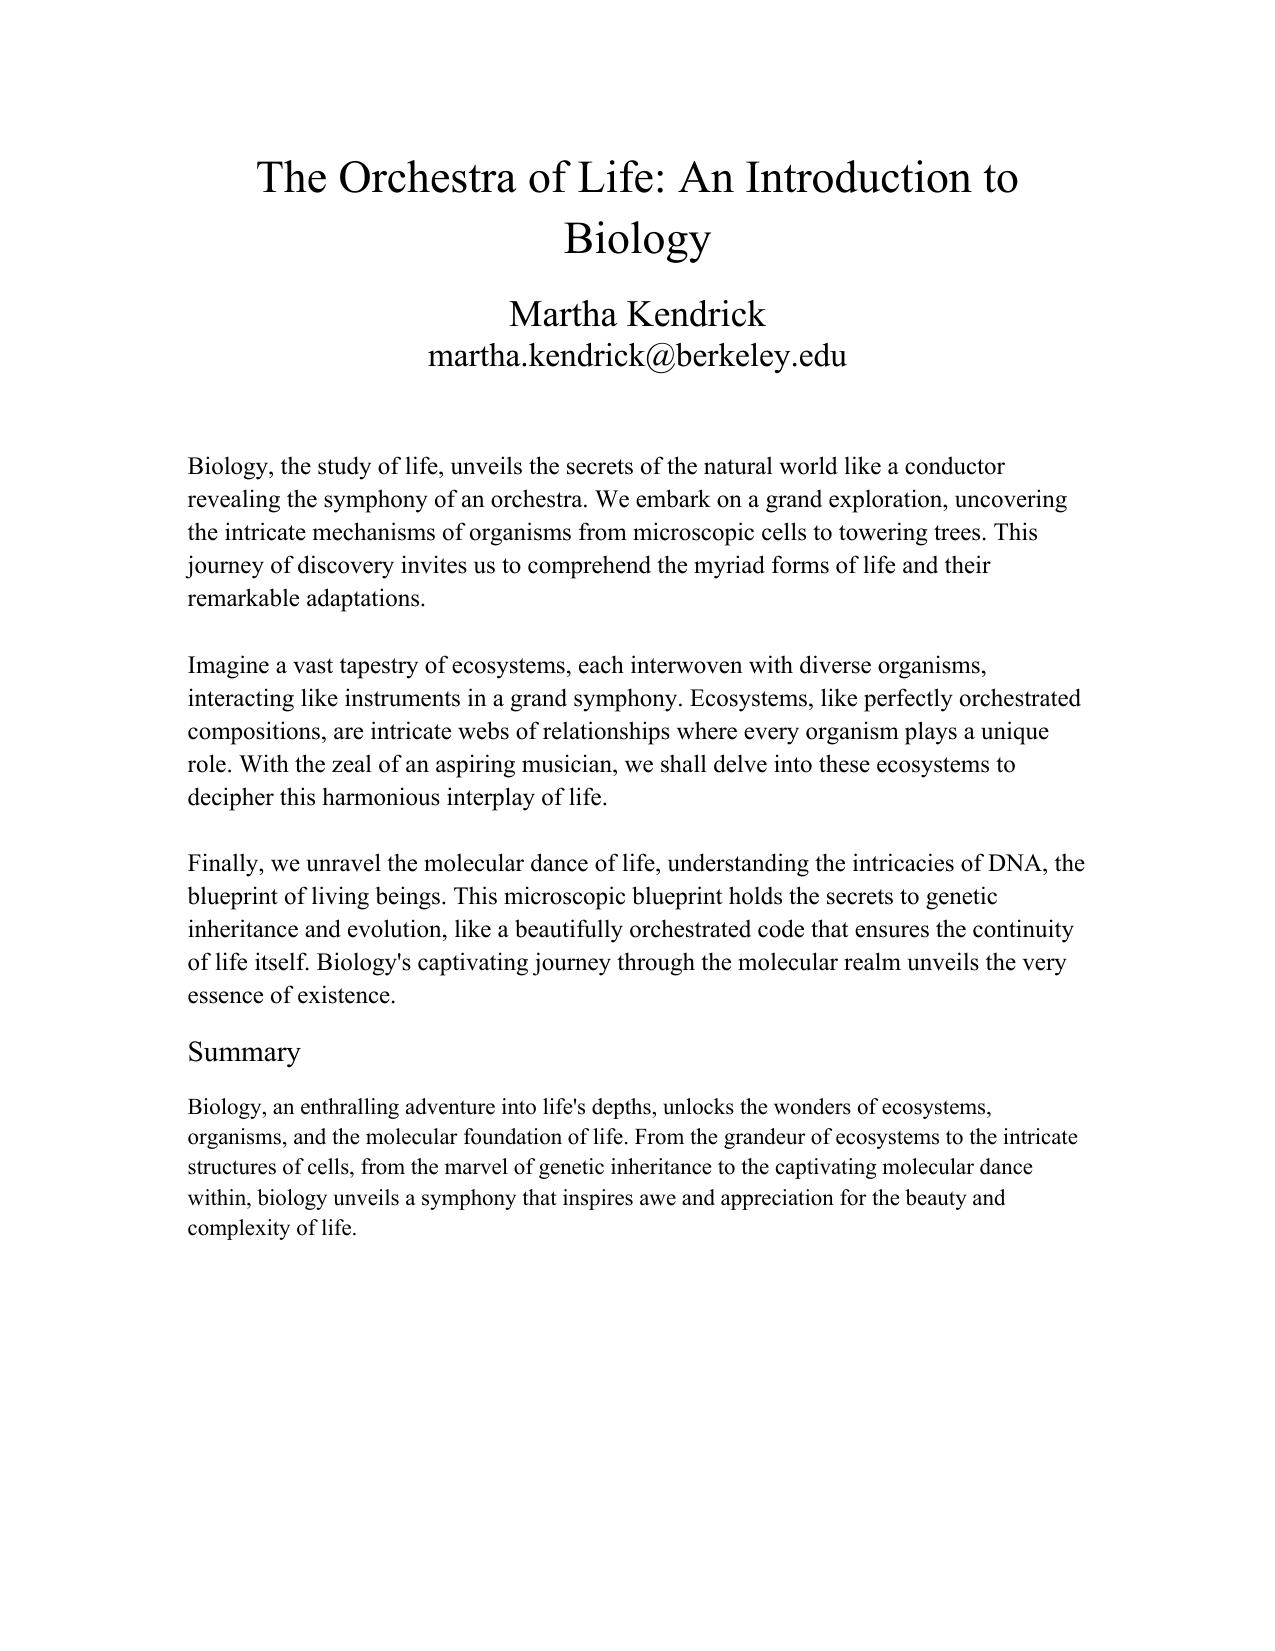 The Orchestra of Life: An Introduction to
Biology
Martha Kendrick
martha.kendrick@berkeley.edu
Biology, the study of life, unveils the secrets of the natural world like a conductor
revealing the symphony of an orchestra. We embark on a grand exploration, uncovering
the intricate mechanisms of organisms from microscopic cells to towering trees. This
journey of discovery invites us to comprehend the myriad forms of life and their
remarkable adaptations.
Imagine a vast tapestry of ecosystems, each interwoven with diverse organisms,
interacting like instruments in a grand symphony. Ecosystems, like perfectly orchestrated
compositions, are intricate webs of relationships where every organism plays a unique
role. With the zeal of an aspiring musician, we shall delve into these ecosystems to
decipher this harmonious interplay of life.
Finally, we unravel the molecular dance of life, understanding the intricacies of DNA, the
blueprint of living beings. This microscopic blueprint holds the secrets to genetic
inheritance and evolution, like a beautifully orchestrated code that ensures the continuity
of life itself. Biology's captivating journey through the molecular realm unveils the very
essence of existence.
Summary
Biology, an enthralling adventure into life's depths, unlocks the wonders of ecosystems,
organisms, and the molecular foundation of life. From the grandeur of ecosystems to the intricate
structures of cells, from the marvel of genetic inheritance to the captivating molecular dance
within, biology unveils a symphony that inspires awe and appreciation for the beauty and
complexity of life.